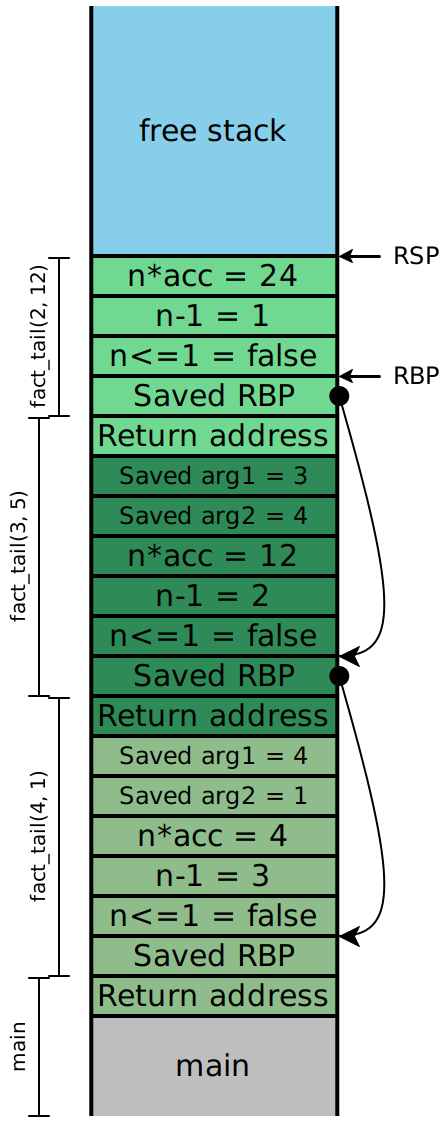 free stack
RSP
n*acc = 24
n-1 = 1
n<=1 = false
RBP
Saved RBP
fact_tail(2, 12)
Return address
Saved arg1 = 3
Saved arg2 = 4
n*acc = 12
n-1 = 2
n<=1 = false
Saved RBP
fact_tail(3, 5)
Return address
Saved arg1 = 4
Saved arg2 = 1
n*acc = 4
n-1 = 3
n<=1 = false
Saved RBP
fact_tail(4, 1)
Return address
main
main